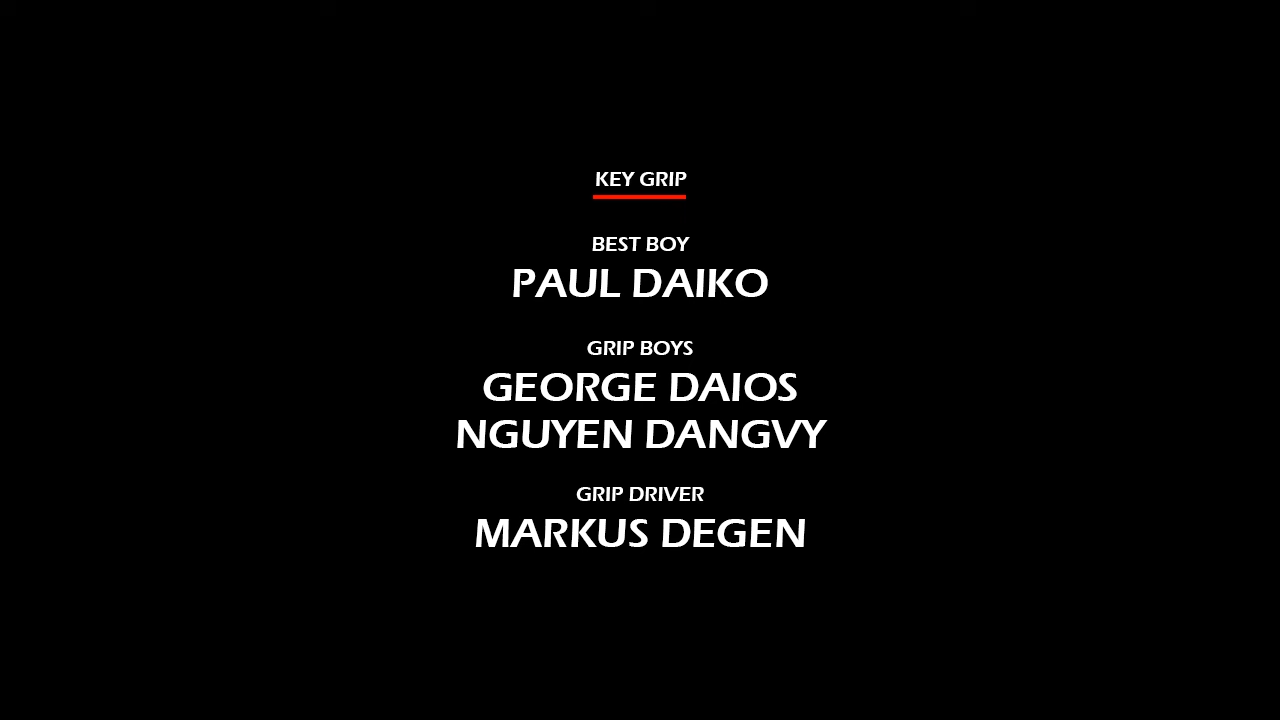 KEY GRIP
BEST BOY
PAUL DAIKO
GRIP BOYS
GEORGE DAIOS
NGUYEN DANGVY
GRIP DRIVER
MARKUS DEGEN